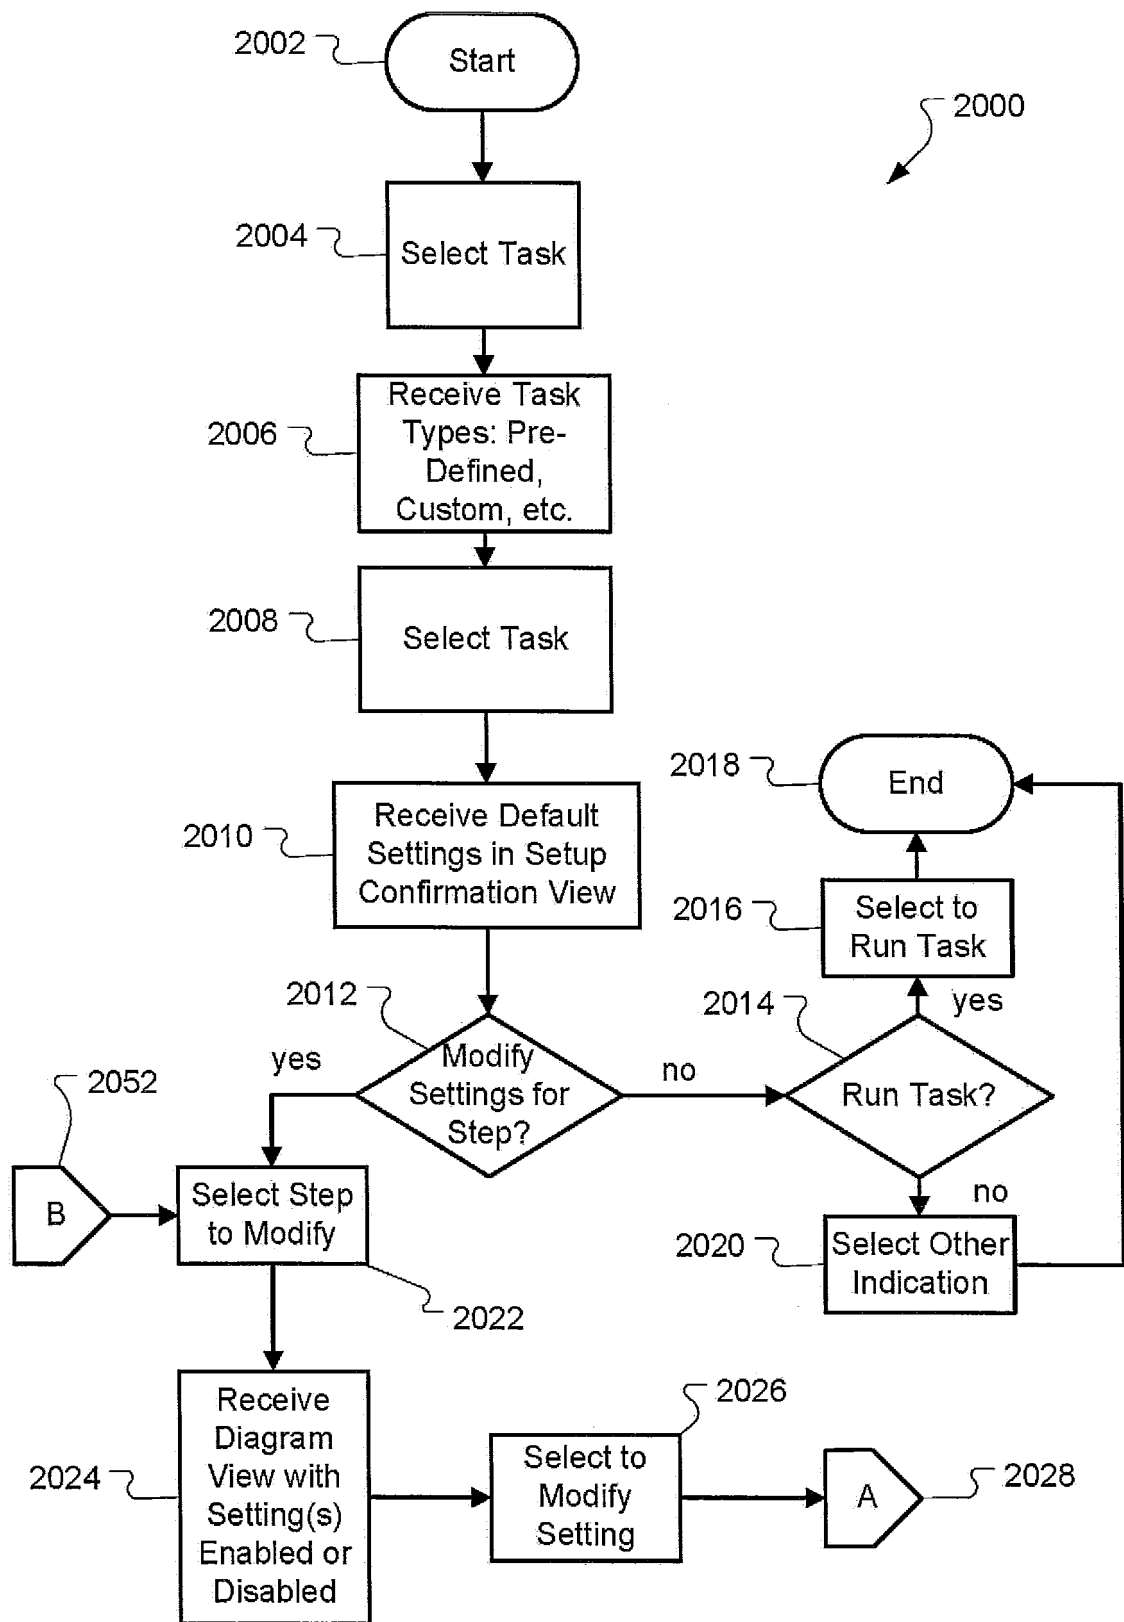 2002
Start
2000
2004
Select Task
2006
Receive Task
Types: Pre-
Defined,
Custom, etc.
2008
Select Task
2018
End
2010
Receive Default
Settings in Setup
Confirmation View
2016
Select to
Run Task
2012
2014
yes
yes
Modify
Settings for
Step?
no
Run Task?
2052
B
Select Step
to Modify
no
2020
Select Other
Indication
2022
2024
Receive
Diagram
View with
Setting(s)
Enabled or
Disabled
2026
Select to
Modify
Setting
A
2028